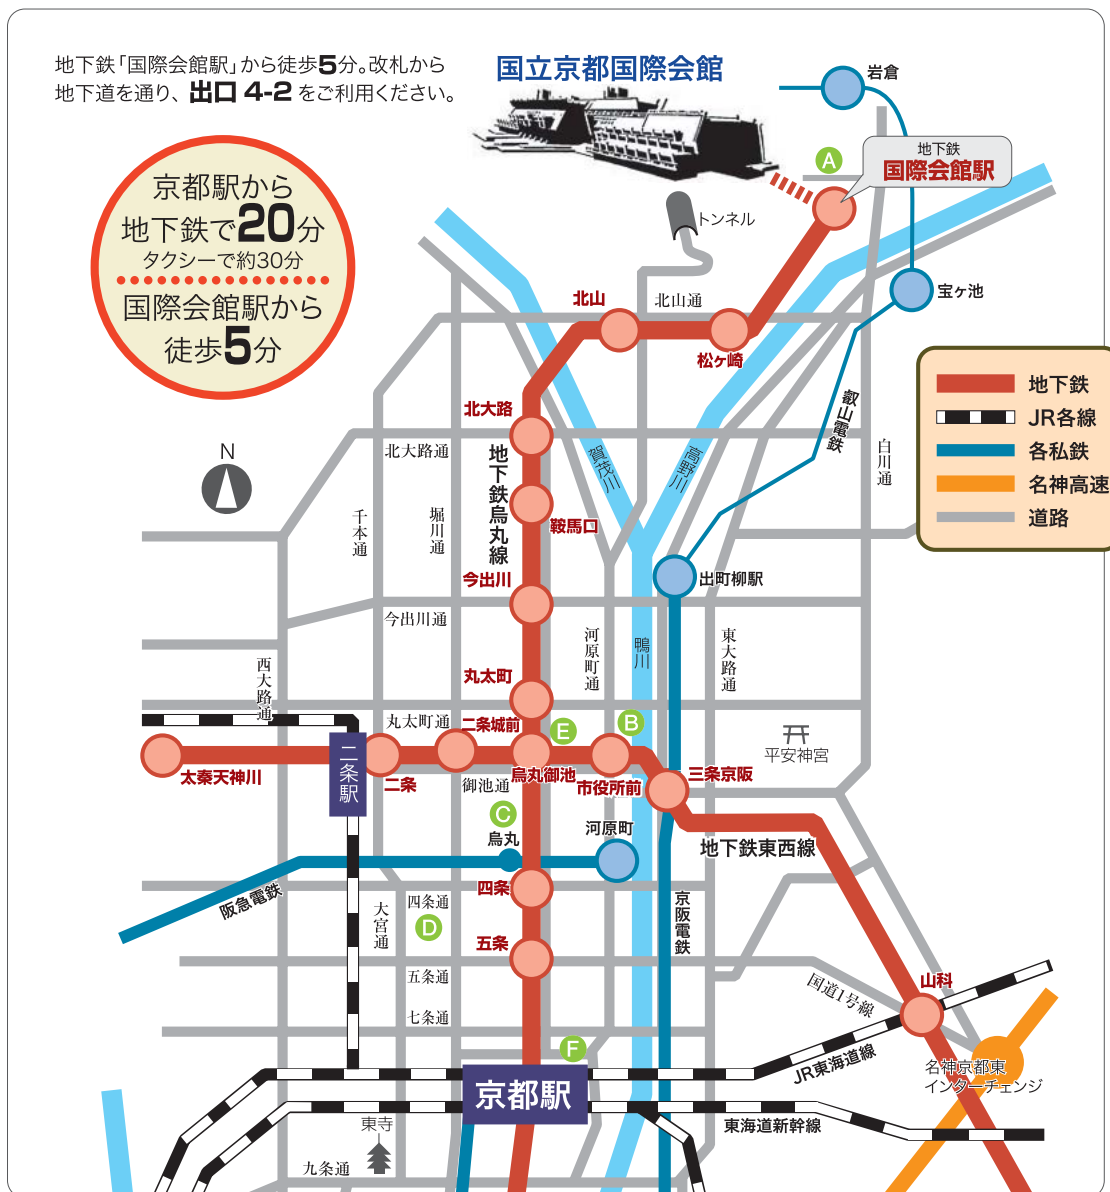 地下鉄「国際会館駅」から徒歩5分。改札から
地下道を通り、出口 4-2 をご利用ください。
国立京都国際会館
岩倉
地下鉄
国際会館駅
A
京都駅から
地下鉄で20分
タクシーで約30分
国際会館駅から
徒歩5分
トンネル
宝ヶ池
北山
北山通
松ヶ崎
地下鉄
JR各線
各私鉄
名神高速
道路
北大路
北大路通
地下鉄烏丸線
賀茂川
高野川
叡山電鉄
白川通
N
千本通
堀川通
鞍馬口
今出川
出町柳駅
今出川通
河原町通
鴨川
東大路通
西大路通
丸太町
丸太町通
二条城前
E
B
平安神宮
太秦天神川
二条駅
二条
御池通
烏丸御池
市役所前
三条京阪
C
烏丸
河原町
地下鉄東西線
阪急電鉄
四条
大宮通
四条通
D
京阪電鉄
五条
五条通
国道1号線
山科
七条通
F
JR東海道線
名神京都東
インターチェンジ
京都駅
東寺
東海道新幹線
九条通